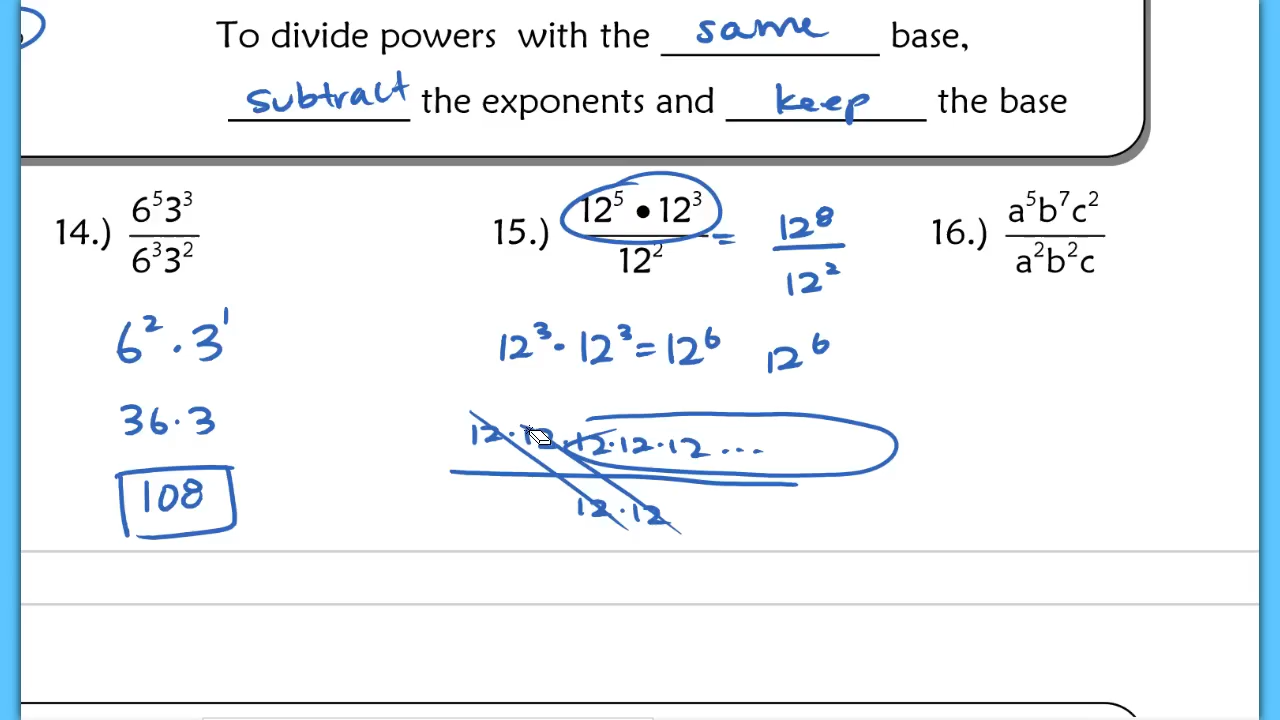 To divide powers with the same base,
subtract the exponents and keep the base
14.) 6⁵3³ / 6³3²
15.) 12⁵ • 12³ / 12² = 12⁸ / 12²
16.) a⁵b⁷c² / a²b²c
6² · 3¹
12³ · 12³ = 12⁶ 12⁶
36 · 3
12 · 12 · 12 · 12 · 12 ...
108
12 · 12